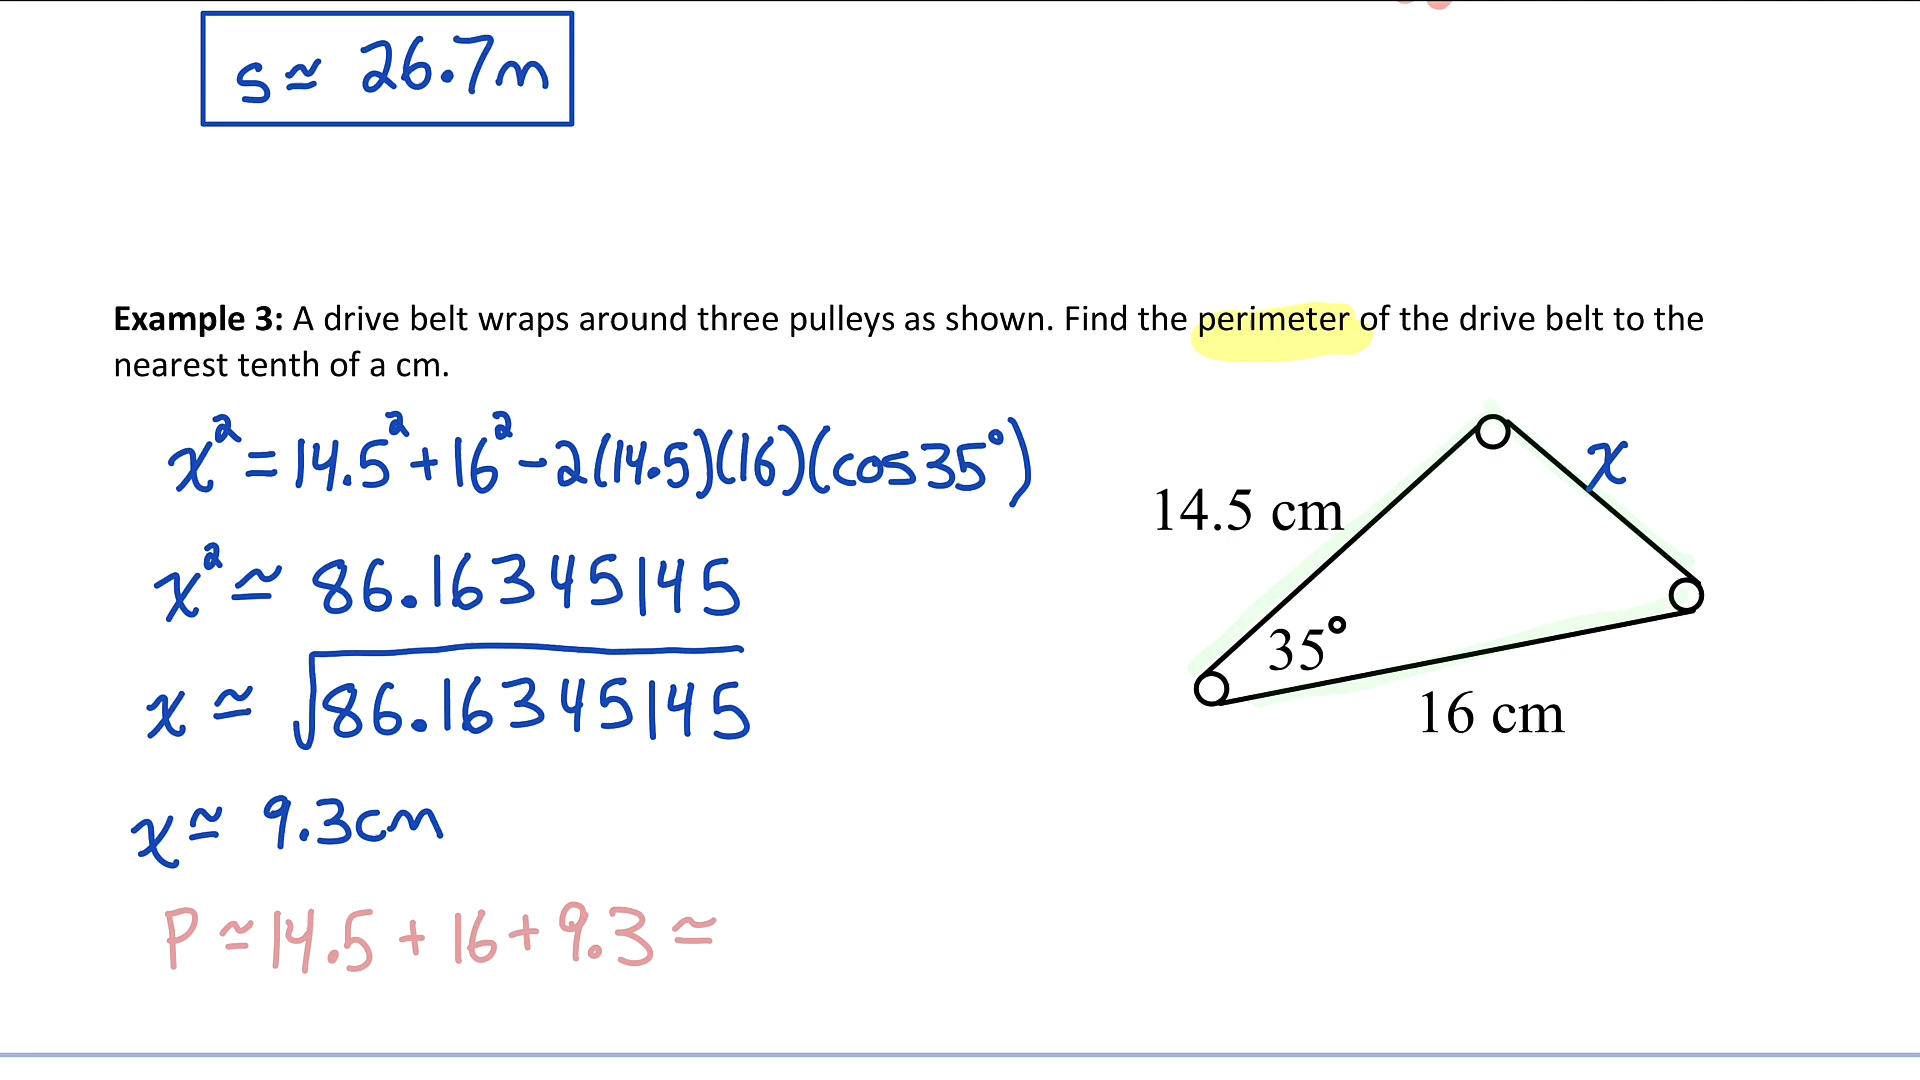 s ≃ 26.7m
Example 3: A drive belt wraps around three pulleys as shown. Find the perimeter of the drive belt to the
nearest tenth of a cm.
x² = 14.5² + 16² - 2(14.5)(16)(cos35°)
x
14.5 cm
x² ≃ 86.16345145
35°
x ≃ √86.16345145
16 cm
x ≃ 9.3cm
P ≃ 14.5 + 16 + 9.3 ≃